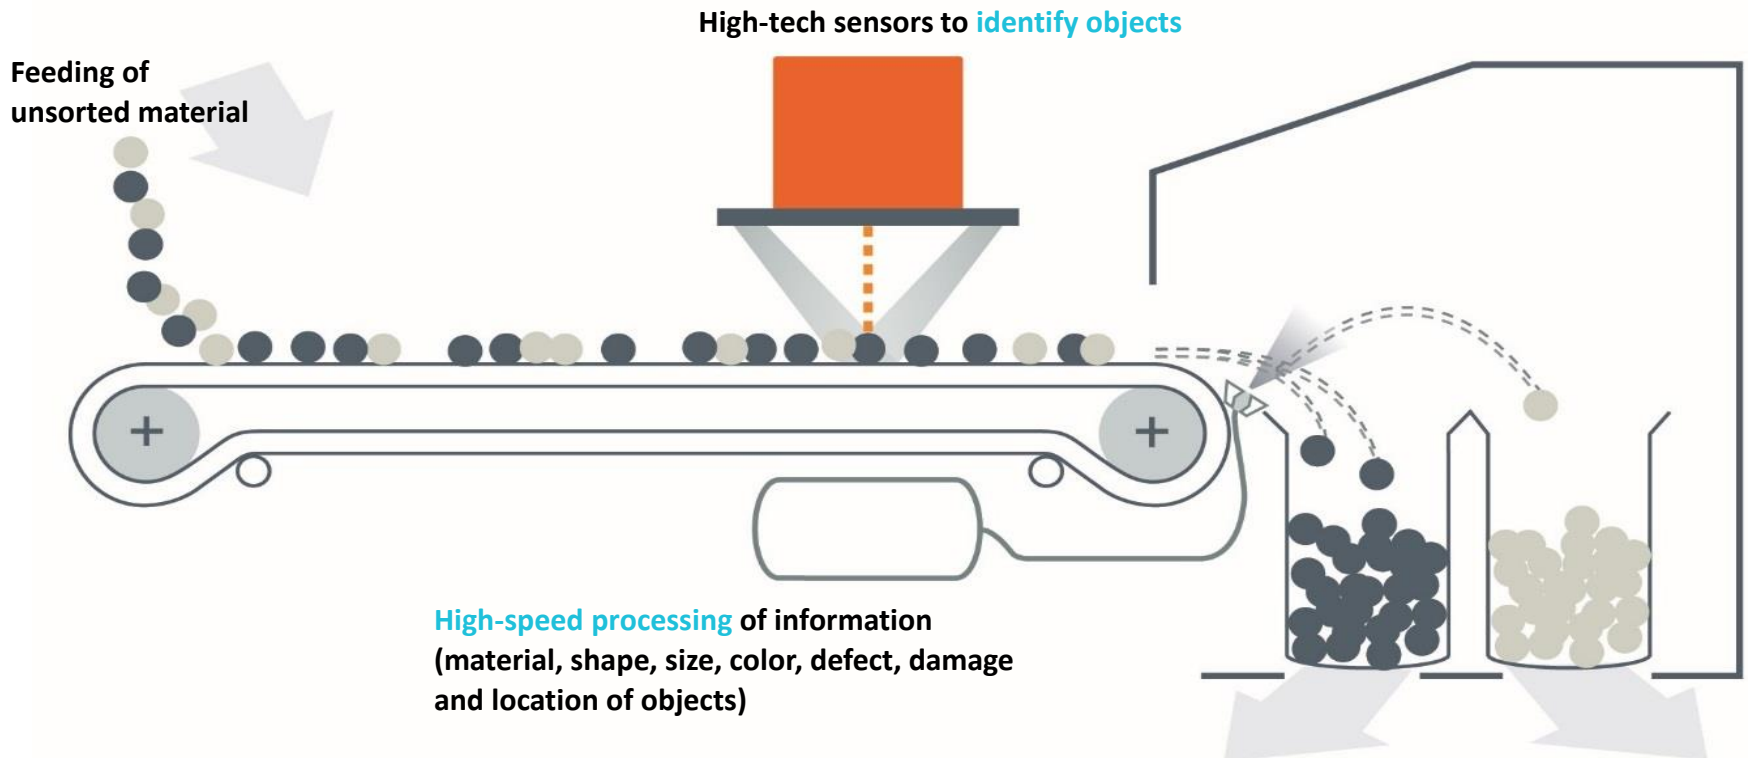 High-tech sensors to identify objects
Feeding of
unsorted material
High-speed processing of information
(material, shape, size, color, defect, damage
and location of objects)